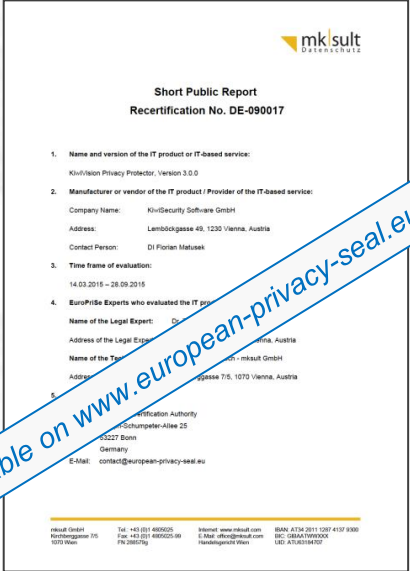 mk|sult
Datenschutz
Short Public Report
Recertification No. DE-090017
1. Name and version of the IT product or IT-based service:
KiwiVision Privacy Protector, Version 3.0.0
2. Manufacturer or vendor of the IT product / Provider of the IT-based service:
Company Name: KiwiSecurity Software GmbH
Address: Lemböckgasse 49, 1230 Vienna, Austria
Contact Person: DI Florian Matusek
3. Time frame of evaluation:
14.03.2015 – 28.09.2015
4. EuroPriSe Experts who evaluated the IT
Name of the Legal Expert:
Address of the Legal Vienna, Austria
Name of the - mksult GmbH
7/5, 1070 Vienna, Austria
5.
Authority
-Schumpeter-Allee 25
53227 Bonn
Germany
E-Mail: contact@european-privacy-seal.eu
on www.european-privacy-seal.eu
mksult GmbH Tel.: +43 (0)1 4805025 Internet: www.mksult.com IBAN: AT34 2011 1287 4137 9300
Kirchberggasse 7/5 Fax: +43 (0)1 4805025-99 E-Mail: office@mksult.com BIC: GIBAATWWXXX
1070 Wien FN 286579g Handelsgericht Wien UID: ATU63184707